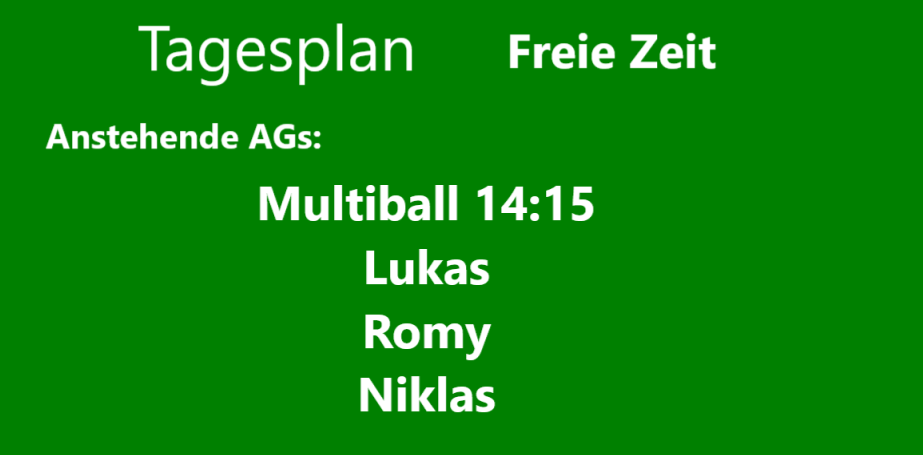 Tagesplan Freie Zeit
Anstehende AGs:
Multiball 14:15
Lukas
Romy
Niklas